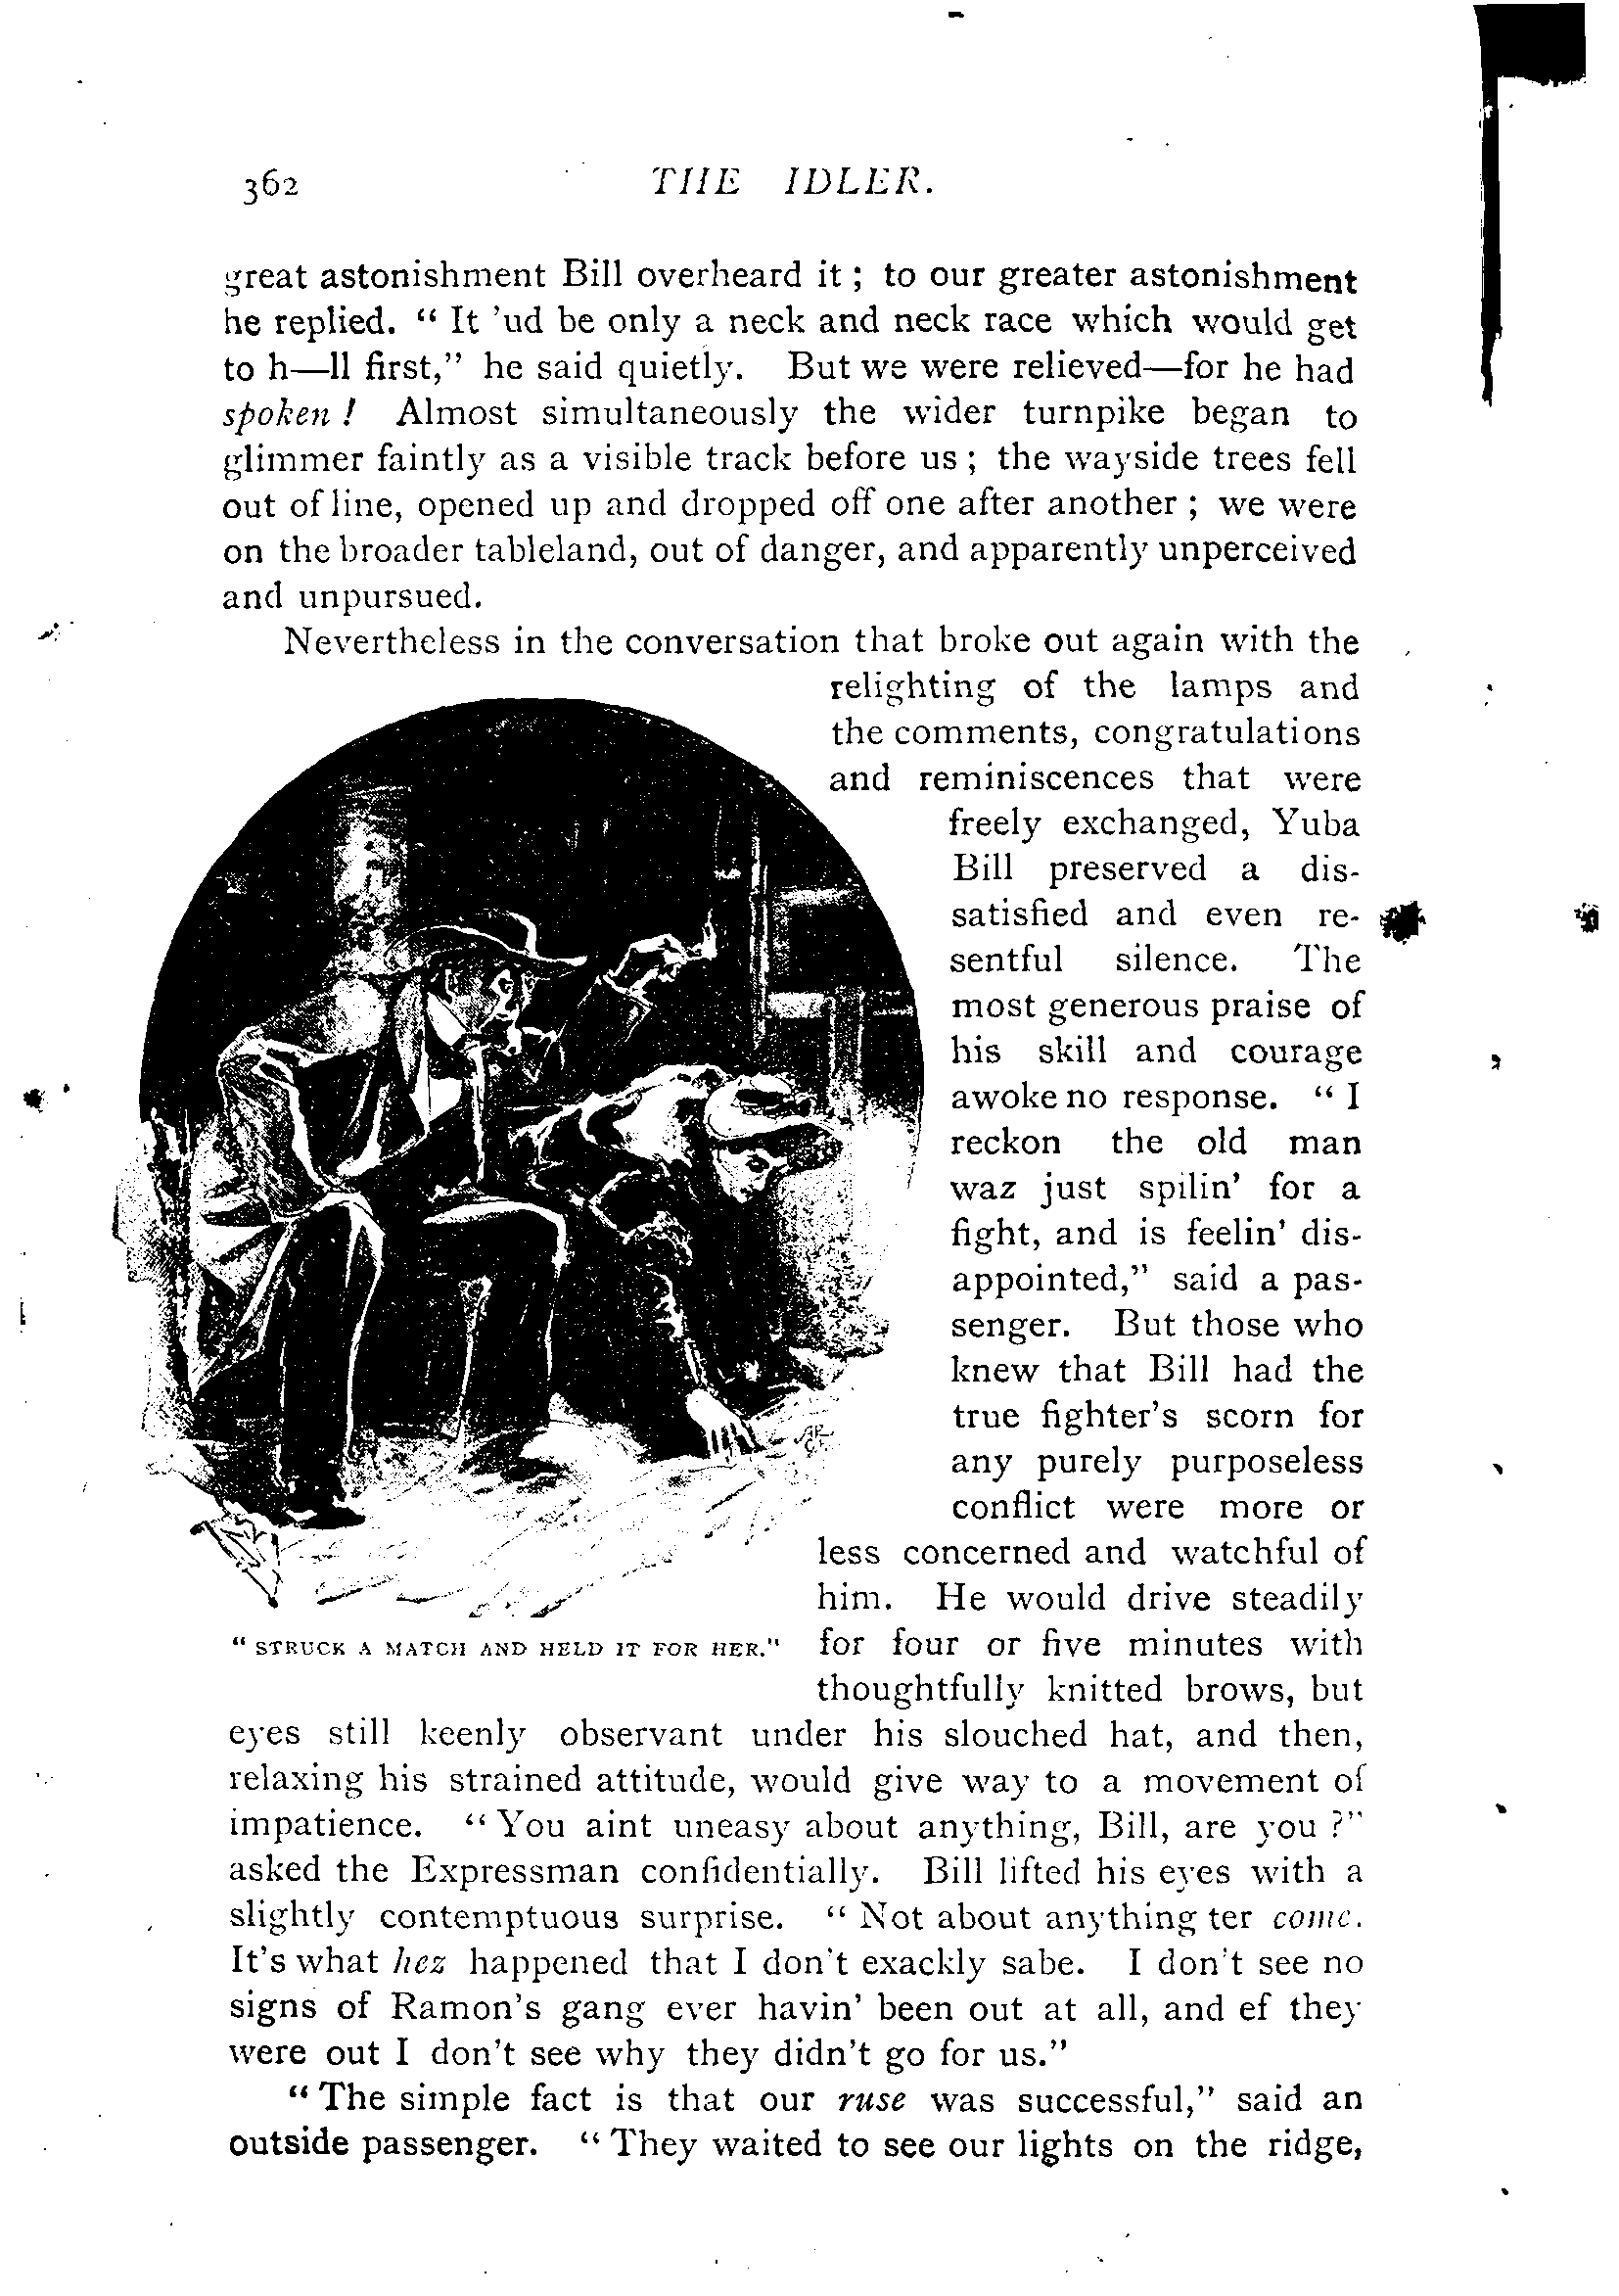 362 THE IDLER.
great astonishment Bill overheard it; to our greater astonishment
he replied. “ It ’ud be only a neck and neck race which would get
to h—ll first,” he said quietly. But we were relieved—for he had
spoken! Almost simultaneously the wider turnpike began to
glimmer faintly as a visible track before us; the wayside trees fell
out of line, opened up and dropped off one after another; we were
on the broader tableland, out of danger, and apparently unperceived
and unpursued.
Nevertheless in the conversation that broke out again with the
relighting of the lamps and
the comments, congratulations
and reminiscences that were
freely exchanged, Yuba
Bill preserved a dis-
satisfied and even re-
sentful silence. The
most generous praise of
his skill and courage
awoke no response. “ I
reckon the old man
waz just spilin’ for a
fight, and is feelin’ dis-
appointed,” said a pas-
senger. But those who
knew that Bill had the
true fighter’s scorn for
any purely purposeless
conflict were more or
less concerned and watchful of
him. He would drive steadily
for four or five minutes with
thoughtfully knitted brows, but
“ STRUCK A MATCH AND HELD IT FOR HER.”
eyes still keenly observant under his slouched hat, and then,
relaxing his strained attitude, would give way to a movement of
impatience. “ You aint uneasy about anything, Bill, are you ?”
asked the Expressman confidentially. Bill lifted his eyes with a
slightly contemptuous surprise. “ Not about anything ter come.
It’s what hez happened that I don’t exackly sabe. I don’t see no
signs of Ramon’s gang ever havin’ been out at all, and ef they
were out I don’t see why they didn’t go for us.”
“ The simple fact is that our ruse was successful,” said an
outside passenger. “ They waited to see our lights on the ridge,